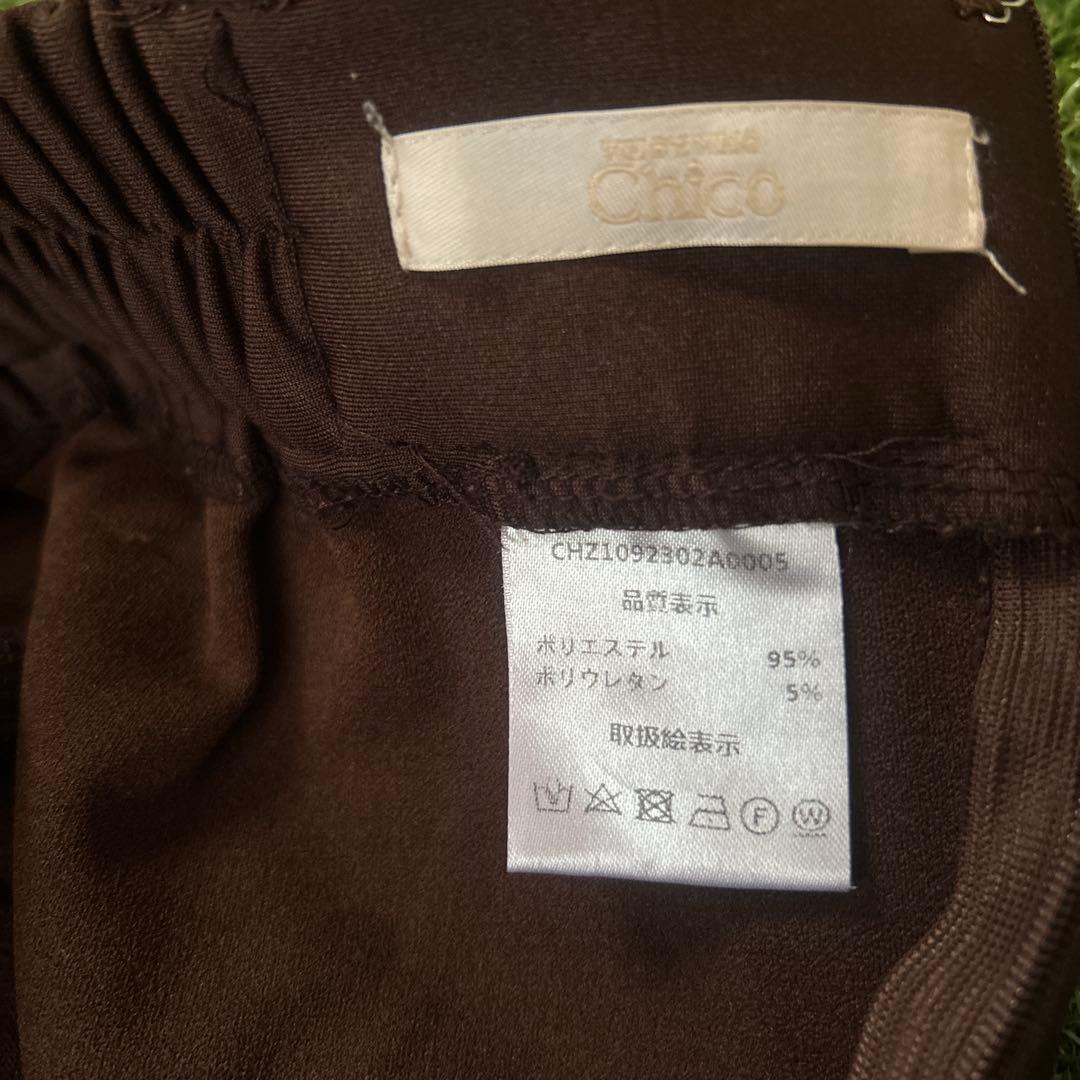 Chico
CHZ1092302A0005
品質表示
ポリエステル 95%
ポリウレタン 5%
取扱絵表示
F W